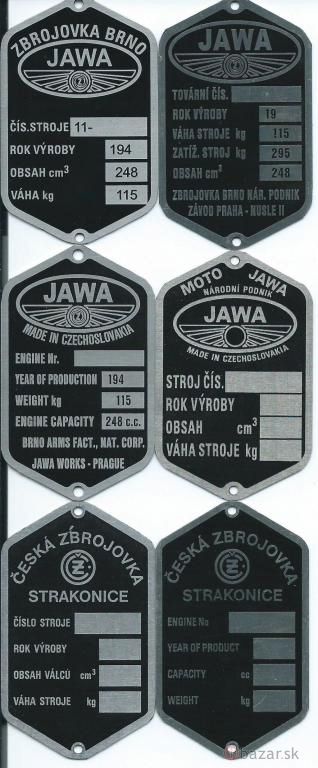 ZBROJOVKA BRNO
JAWA
ČÍS.STROJE 11-
ROK VÝROBY 194
OBSAH cm³ 248
VÁHA kg 115
JAWA
TOVÁRNÍ ČÍS.
ROK VÝROBY 19
VÁHA STROJE kg 115
ZATÍŽ. STROJ kg 295
OBSAH cm³ 248
ZBROJOVKA BRNO NÁR. PODNIK
ZÁVOD PRAHA - NUSLE II
JAWA
MADE IN CZECHOSLOVAKIA
ENGINE Nr.
YEAR OF PRODUCTION 194
WEIGHT kg 115
ENGINE CAPACITY 248 c.c.
BRNO ARMS FACT., NAT. CORP.
JAWA WORKS - PRAGUE
MOTO JAWA
NÁRODNÍ PODNIK
JAWA
MADE IN CZECHOSLOVAKIA
STROJ ČÍS.
ROK VÝROBY
OBSAH cm³
VÁHA STROJE kg
ČESKÁ ZBROJOVKA
ČZ
STRAKONICE
ČÍSLO STROJE
ROK VÝROBY
OBSAH VÁLCŮ cm³
VÁHA STROJE kg
ČESKÁ ZBROJOVKA
ČZ
STRAKONICE
ENGINE No
YEAR OF PRODUCT
CAPACITY cc
WEIGHT kg
bazar.sk